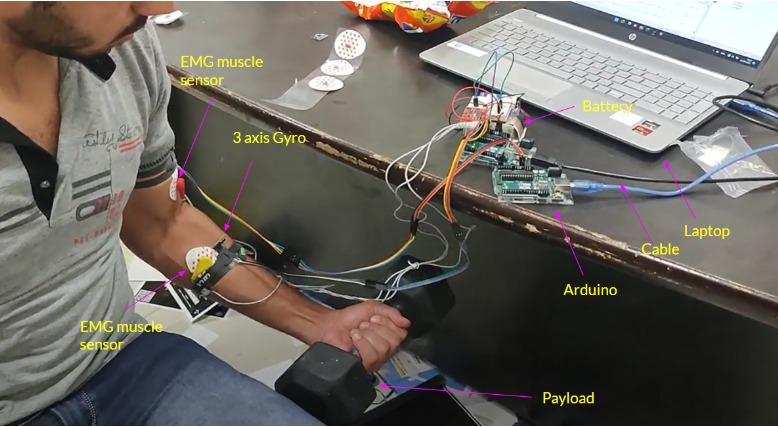 EMG muscle
sensor
Battery
3 axis Gyro
Laptop
Cable
Arduino
EMG muscle
sensor
Payload